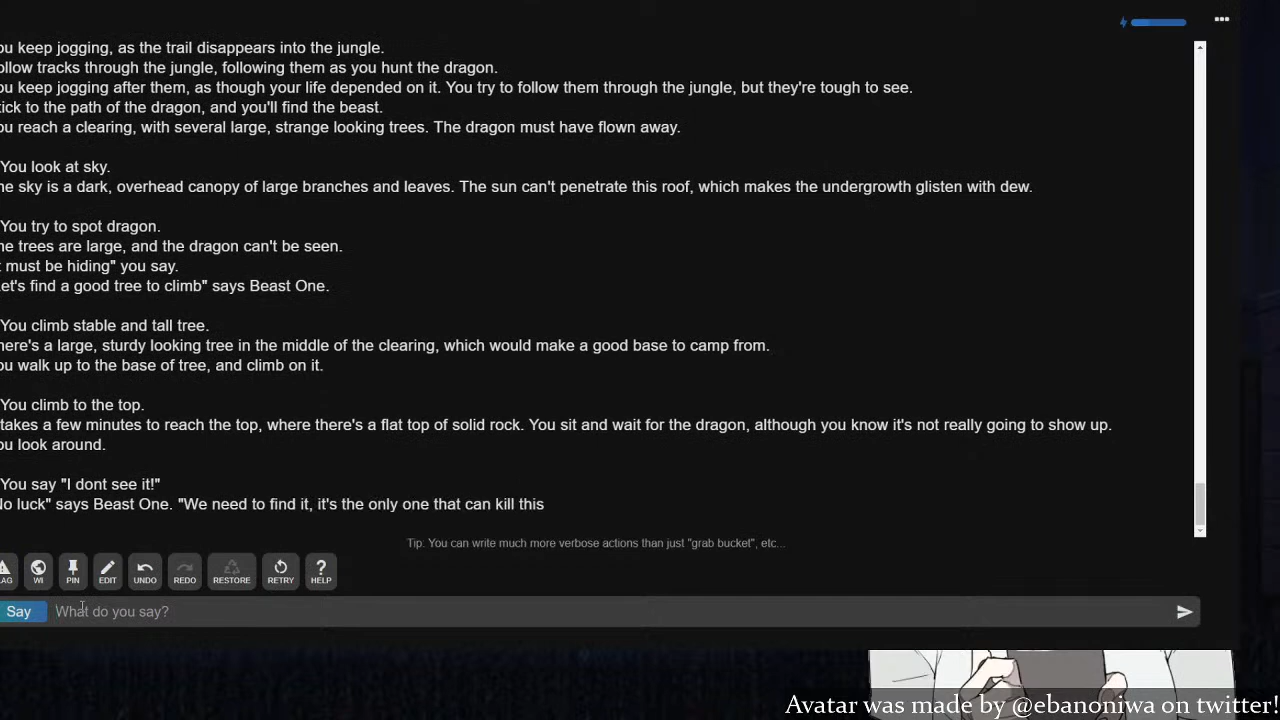 ou keep jogging, as the trail disappears into the jungle.
ollow tracks through the jungle, following them as you hunt the dragon.
ou keep jogging after them, as though your life depended on it. You try to follow them through the jungle, but they're tough to see.
tick to the path of the dragon, and you'll find the beast.
ou reach a clearing, with several large, strange looking trees. The dragon must have flown away.
You look at sky.
he sky is a dark, overhead canopy of large branches and leaves. The sun can't penetrate this roof, which makes the undergrowth glisten with dew.
You try to spot dragon.
he trees are large, and the dragon can't be seen.
t must be hiding" you say.
et's find a good tree to climb" says Beast One.
You climb stable and tall tree.
here's a large, sturdy looking tree in the middle of the clearing, which would make a good base to camp from.
ou walk up to the base of tree, and climb on it.
You climb to the top.
takes a few minutes to reach the top, where there's a flat top of solid rock. You sit and wait for the dragon, although you know it's not really going to show up.
ou look around.
You say "I dont see it!"
No luck" says Beast One. "We need to find it, it's the only one that can kill this
Tip: You can write much more verbose actions than just "grab bucket", etc...
LAG WI PIN EDIT UNDO REDO RESTORE RETRY HELP
Say What do you say?
Avatar was made by @ebanoniwa on twitter!